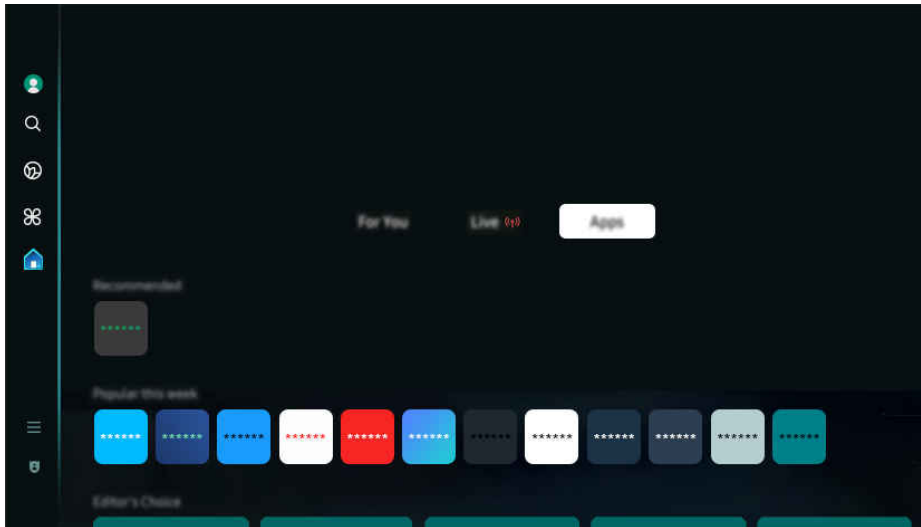 For You
Live
Apps
Recommended
******
Popular this week
****** ****** ****** ****** ****** ****** ****** ****** ****** ****** ****** ******
Editor's Choice